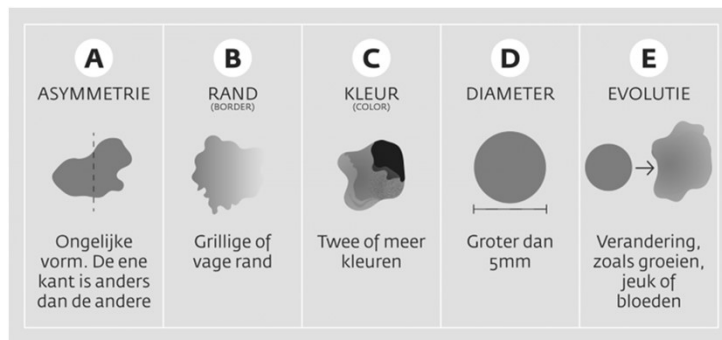 A
ASYMMETRIE
Ongelijke
vorm. De ene
kant is anders
dan de andere
B
RAND
(BORDER)
Grillige of
vage rand
C
KLEUR
(COLOR)
Twee of meer
kleuren
D
DIAMETER
Groter dan
5mm
E
EVOLUTIE
Verandering,
zoals groeien,
jeuk of
bloeden